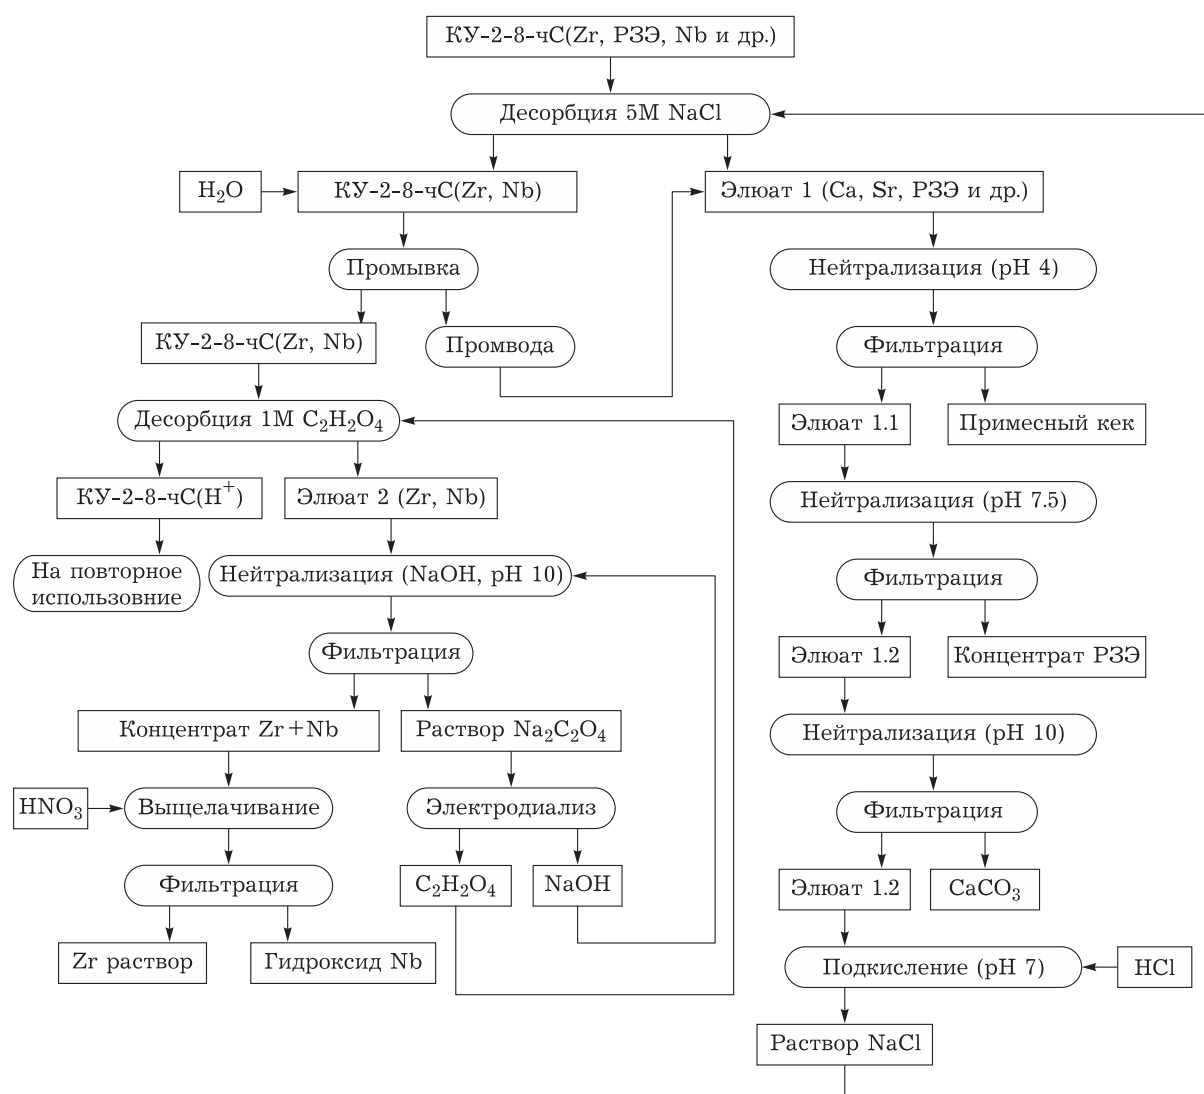 КУ-2-8-чС(Zr, РЗЭ, Nb и др.)
Десорбция 5М NaCl
H₂O
КУ-2-8-чС(Zr, Nb)
Элюат 1 (Ca, Sr, РЗЭ и др.)
Промывка
Нейтрализация (pH 4)
КУ-2-8-чС(Zr, Nb)
Промвода
Фильтрация
Десорбция 1М C₂H₂O₄
Элюат 1.1
Примесный кек
КУ-2-8-чС(H⁺)
Элюат 2 (Zr, Nb)
Нейтрализация (pH 7.5)
На повторное
использовние
Нейтрализация (NaOH, pH 10)
Фильтрация
Фильтрация
Элюат 1.2
Концентрат РЗЭ
Концентрат Zr+Nb
Раствор Na₂C₂O₄
Нейтрализация (pH 10)
HNO₃
Выщелачивание
Электродиализ
Фильтрация
Фильтрация
C₂H₂O₄
NaOH
Элюат 1.2
CaCO₃
Zr раствор
Гидроксид Nb
Подкисление (pH 7)
HCl
Раствор NaCl